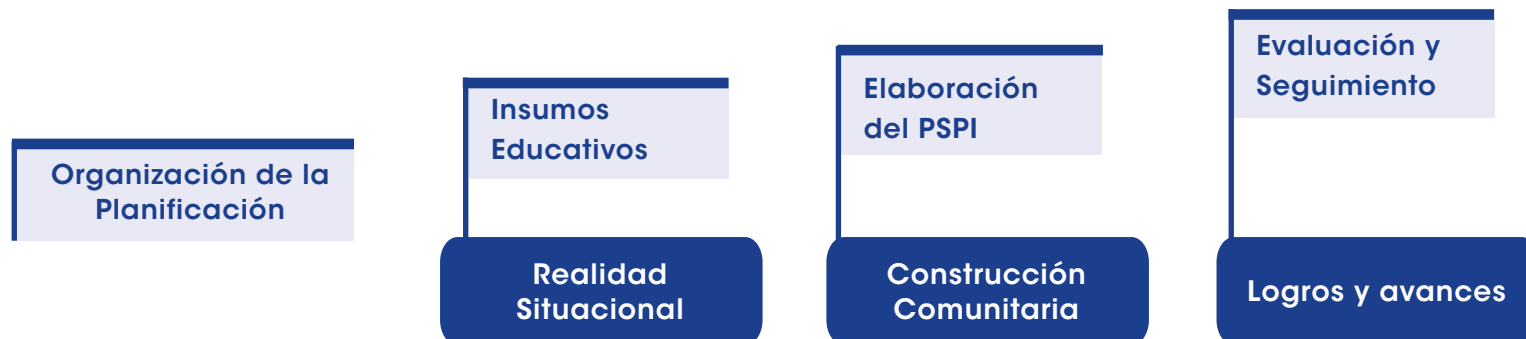 Organización de la
Planificación
Insumos
Educativos
Realidad
Situacional
Elaboración
del PSPI
Construcción
Comunitaria
Evaluación y
Seguimiento
Logros y avances